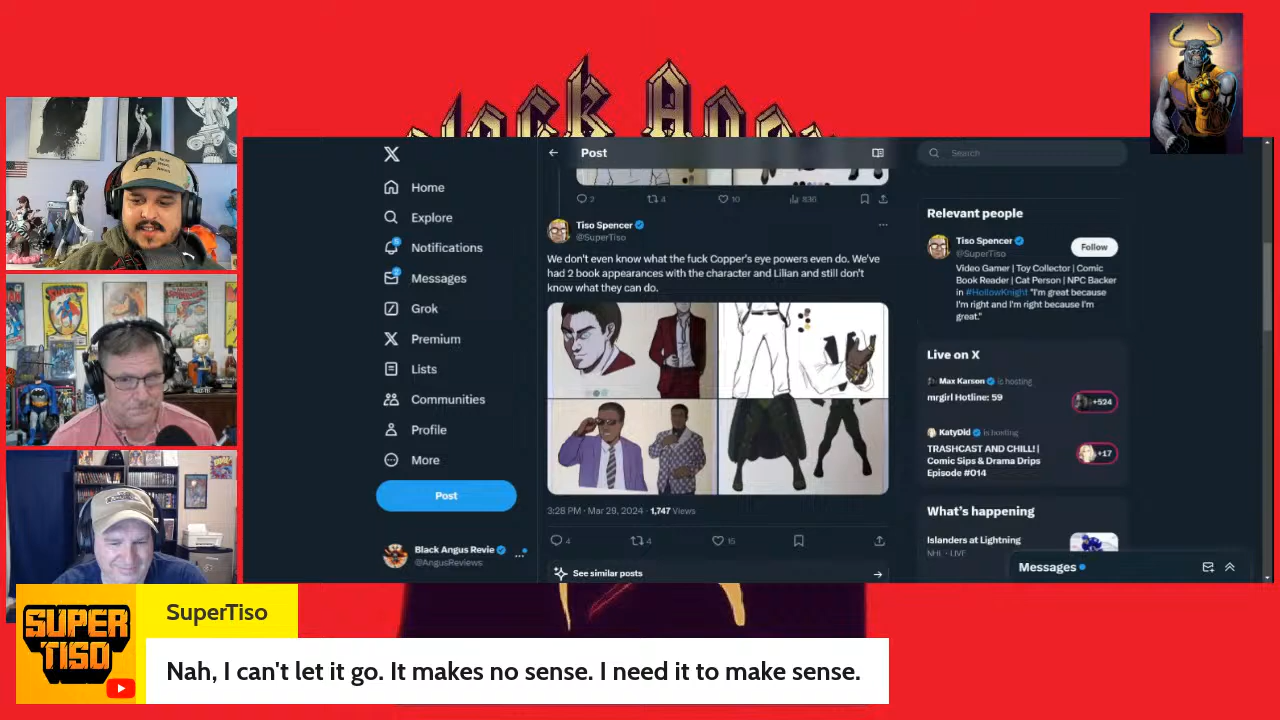 Black Ang
X
Home
Explore
Notifications
Messages
Grok
Premium
Lists
Communities
Profile
More
Post
Black Angus Revie
@AngusReviews
Post
2
4
10
836
Tiso Spencer
@SuperTiso
We don't even know what the fuck Copper's eye powers even do. We've
had 2 book appearances with the character and Lilian and still don't
know what they can do.
3:28 PM · Mar 29, 2024 · 1,747 Views
4
4
15
See similar posts
Search
Relevant people
Tiso Spencer
@SuperTiso
Follow
Video Gamer | Toy Collector | Comic
Book Reader | Cat Person | NPC Backer
in #HollowKnight "I'm great because
I'm right and I'm right because I'm
great."
Live on X
Max Karson is hosting
mrgirl Hotline: 59
+524
KatyDid is hosting
TRASHCAST AND CHILL! |
Comic Sips & Drama Drips
Episode #014
+17
What's happening
Islanders at Lightning
NHL · LIVE
Messages
SUPER
TISO
SuperTiso
Nah, I can't let it go. It makes no sense. I need it to make sense.